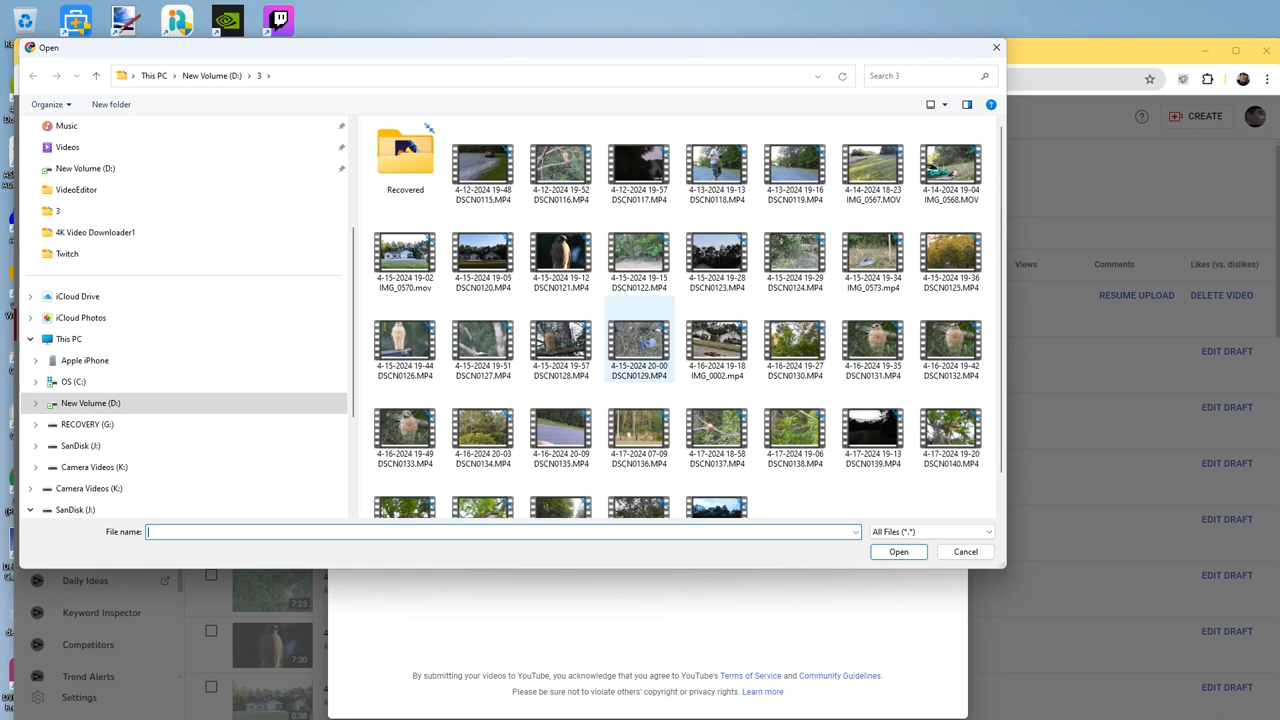 Open
This PC
New Volume (D:)
3
Search 3
Organize
New folder
Music
Videos
New Volume (D:)
VideoEditor
3
4K Video Downloader1
Twitch
iCloud Drive
iCloud Photos
This PC
Apple iPhone
OS (C:)
New Volume (D:)
RECOVERY (G:)
SanDisk (J:)
Camera Videos (K:)
Camera Videos (K:)
SanDisk (J:)
Recovered
4-12-2024 19-48 DSCN0115.MP4
4-12-2024 19-52 DSCN0116.MP4
4-12-2024 19-57 DSCN0117.MP4
4-13-2024 19-13 DSCN0118.MP4
4-13-2024 19-16 DSCN0119.MP4
4-14-2024 18-23 IMG_0567.MOV
4-14-2024 19-04 IMG_0568.MOV
4-15-2024 19-02 IMG_0570.mov
4-15-2024 19-05 DSCN0120.MP4
4-15-2024 19-12 DSCN0121.MP4
4-15-2024 19-15 DSCN0122.MP4
4-15-2024 19-28 DSCN0123.MP4
4-15-2024 19-29 DSCN0124.MP4
4-15-2024 19-34 IMG_0573.mp4
4-15-2024 19-36 DSCN0125.MP4
4-15-2024 19-44 DSCN0126.MP4
4-15-2024 19-51 DSCN0127.MP4
4-15-2024 19-57 DSCN0128.MP4
4-15-2024 20-00 DSCN0129.MP4
4-16-2024 19-18 IMG_0002.mp4
4-16-2024 19-27 DSCN0130.MP4
4-16-2024 19-35 DSCN0131.MP4
4-16-2024 19-42 DSCN0132.MP4
4-16-2024 19-49 DSCN0133.MP4
4-16-2024 20-03 DSCN0134.MP4
4-16-2024 20-09 DSCN0135.MP4
4-17-2024 07-09 DSCN0136.MP4
4-17-2024 18-58 DSCN0137.MP4
4-17-2024 19-06 DSCN0138.MP4
4-17-2024 19-13 DSCN0139.MP4
4-17-2024 19-20 DSCN0140.MP4
File name:
All Files (*.*)
Open
Cancel
CREATE
Views
Comments
Likes (vs. dislikes)
RESUME UPLOAD
DELETE VIDEO
EDIT DRAFT
EDIT DRAFT
EDIT DRAFT
EDIT DRAFT
EDIT DRAFT
EDIT DRAFT
EDIT DRAFT
Daily Ideas
Keyword Inspector
Competitors
Trend Alerts
Settings
7:25
7:30
0:38
By submitting your videos to YouTube, you acknowledge that you agree to YouTube's Terms of Service and Community Guidelines.
Please be sure not to violate others' copyright or privacy rights. Learn more